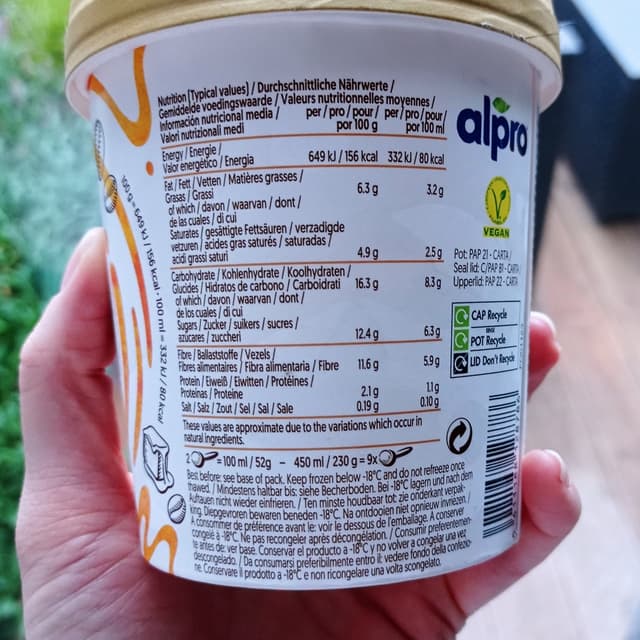 Nutrition (Typical values) / Durchschnittliche Nährwerte /
Gemiddelde voedingswaarde / Valeurs nutritionnelles moyennes /
Información nutricional media /
Valori nutrizionali medi
per / pro / pour / por 100 g
per / pro / pour / por 100 ml
Energy / Energie /
Valor energético / Energia 649 kJ / 156 kcal 332 kJ / 80 kcal
Fat / Fett / Vetten / Matières grasses /
Grasas / Grassi 6.3 g 3.2 g
of which / davon / waarvan / dont /
de las cuales / di cui
Saturates / gesättigte Fettsäuren / verzadigde
vetzuren / acides gras saturés / saturadas /
acidi grassi saturi 4.9 g 2.5 g
Carbohydrate / Kohlenhydrate / Koolhydraten /
Glucides / Hidratos de carbono / Carboidrati 16.3 g 8.3 g
of which / davon / waarvan / dont /
de los cuales / di cui
Sugars / Zucker / suikers / sucres /
azúcares / zuccheri 12.4 g 6.3 g
Fibre / Ballaststoffe / Vezels /
Fibres alimentaires / Fibra alimentaria / Fibre 11.6 g 5.9 g
Protein / Eiweiß / Eiwitten / Protéines /
Proteínas / Proteine 2.1 g 1.1 g
Salt / Salz / Zout / Sel / Sal / Sale 0.19 g 0.10 g
These values are approximate due to the variations which occur in
natural ingredients.
2 = 100 ml / 52g – 450 ml / 230 g = 9x
Best before: see base of pack. Keep frozen below -18°C and do not refreeze once
thawed. / Mindestens haltbar bis: siehe Becherboden. Bei -18°C lagern und nach dem
Auftauen nicht wieder einfrieren. / Ten minste houdbaar tot: zie onderkant verpak-
king. Diepgevroren bewaren beneden -18°C. Na ontdooien niet opnieuw invriezen. /
A consommer de préférence avant le: voir le dessous de l'emballage. A conserver
congelé à -18°C. Ne pas recongeler après décongélation. / Consumir preferentemen-
te antes de: ver base. Conservar el producto a -18°C y no volver a congelar una vez
descongelado. / Da consumarsi preferibilmente entro il: vedere fondo della confezio-
ne. Conservare il prodotto a -18°C e non ricongelare una volta scongelato.
100 g = 649 kJ / 156 kcal - 100 ml = 332 kJ / 80 kcal
alpro
V
VEGAN
Pot: PAP 21 - CARTA /
Seal lid: C/PAP 81 - CARTA /
Upperlid: PAP 22 - CARTA
CAP Recycle
RINSE
POT Recycle
LID Don't Recycle